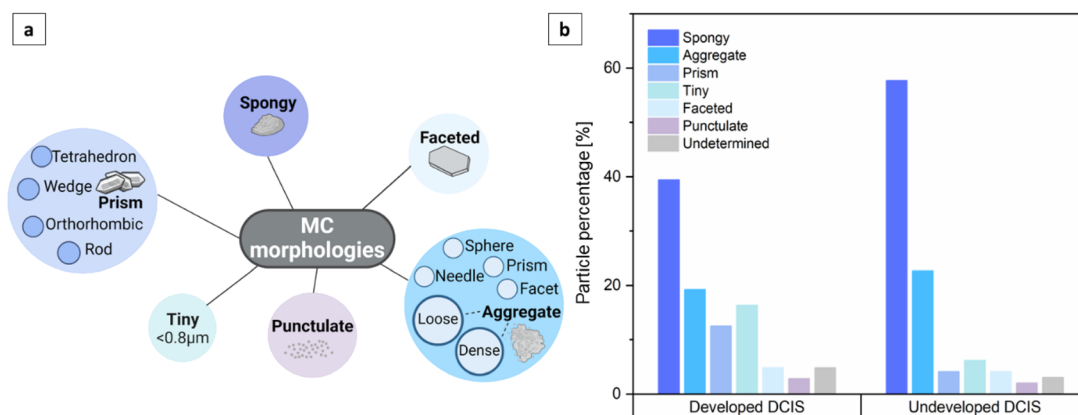 a
Spongy
Faceted
Tetrahedron
Wedge
Prism
Orthorhombic
Rod
MC
morphologies
Sphere
Prism
Needle
Facet
Loose
Aggregate
Dense
Tiny
<0.8µm
Punctulate
b
Spongy
Aggregate
Prism
Tiny
Faceted
Punctulate
Undetermined
Particle percentage [%]
60
40
20
0
Developed DCIS
Undeveloped DCIS